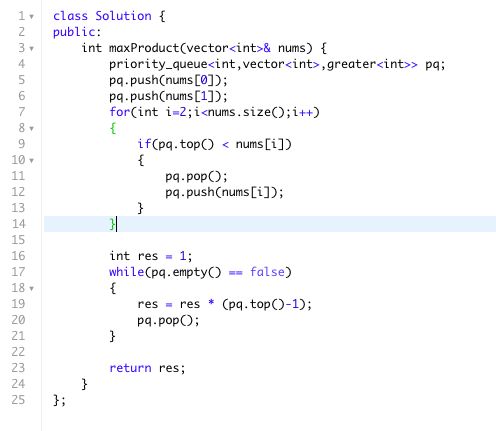 1 class Solution {
2 public:
3     int maxProduct(vector<int>& nums) {
4         priority_queue<int,vector<int>,greater<int>> pq;
5         pq.push(nums[0]);
6         pq.push(nums[1]);
7         for(int i=2;i<nums.size();i++)
8         {
9             if(pq.top() < nums[i])
10             {
11                 pq.pop();
12                 pq.push(nums[i]);
13             }
14         }
15
16         int res = 1;
17         while(pq.empty() == false)
18         {
19             res = res * (pq.top()-1);
20             pq.pop();
21         }
22
23         return res;
24     }
25 };